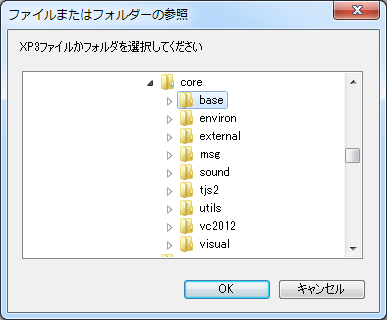 ファイルまたはフォルダーの参照
XP3ファイルかフォルダを選択してください
core
base
environ
external
msg
sound
tjs2
utils
vc2012
visual
OK
キャンセル